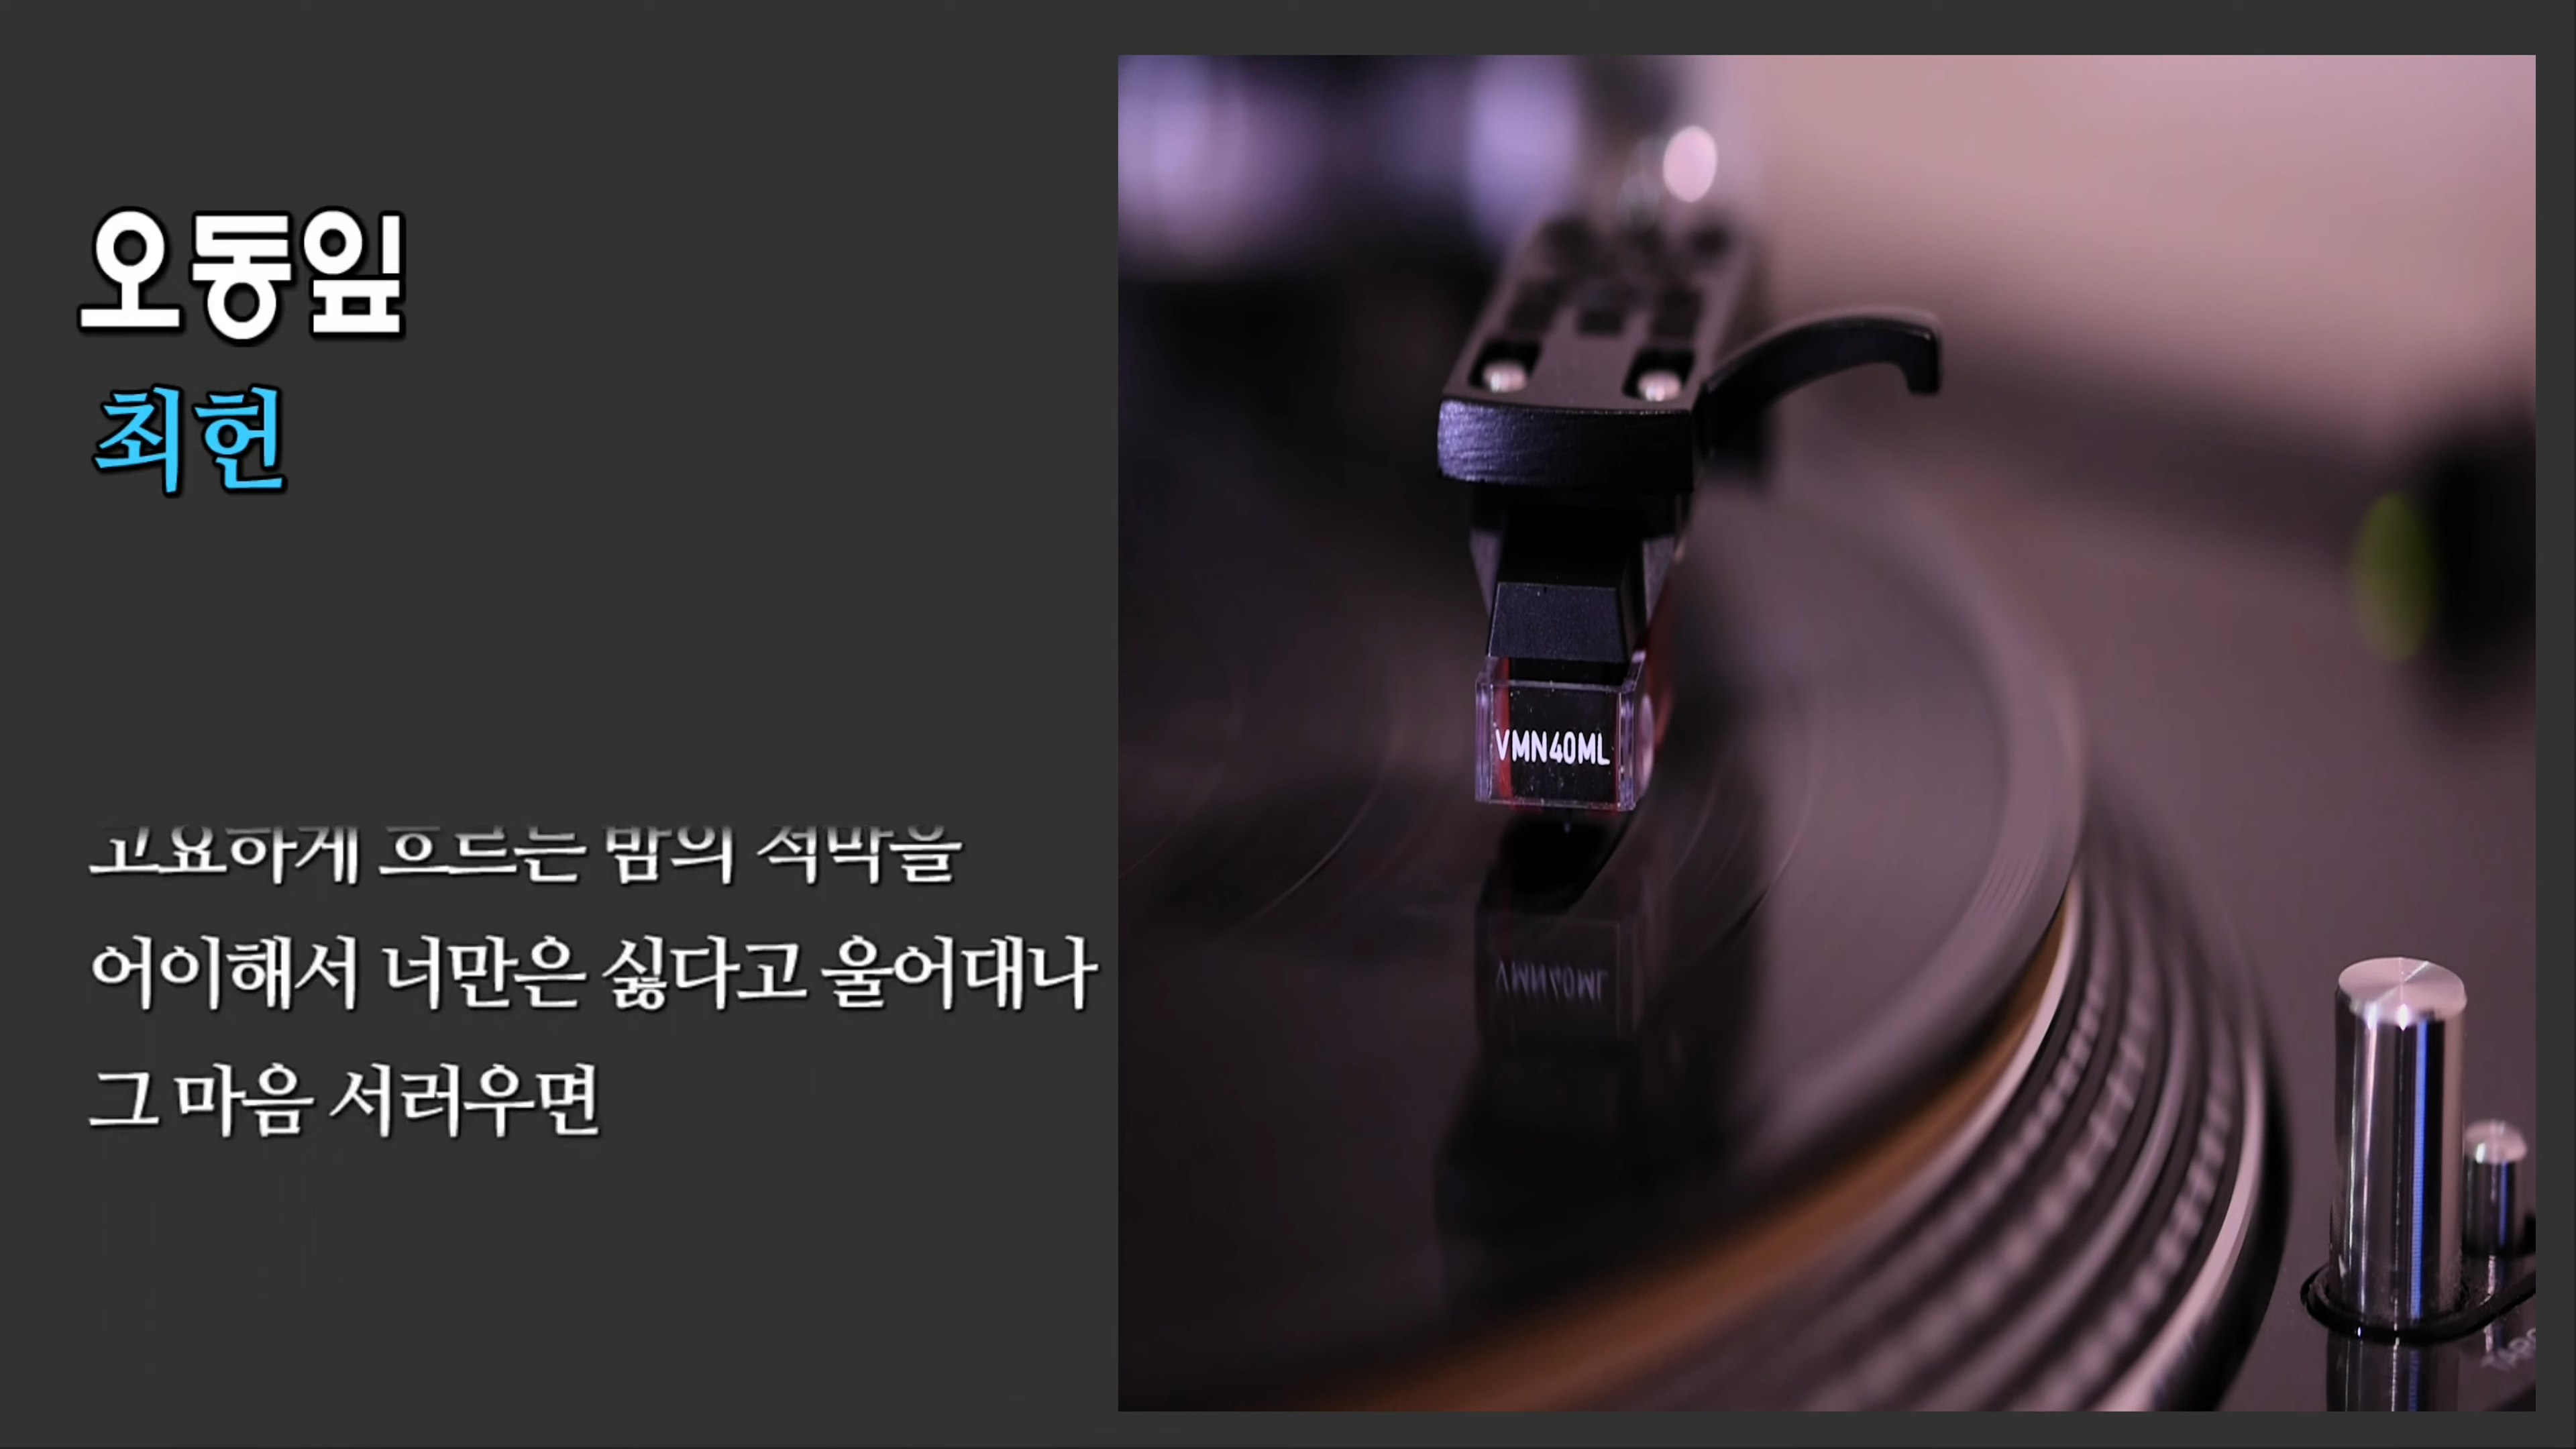 오동잎
최헌
고요하게 흐르는 밤의 적막을
어이해서 너만은 싫다고 울어대나
그 마음 서러우면
VMN40ML